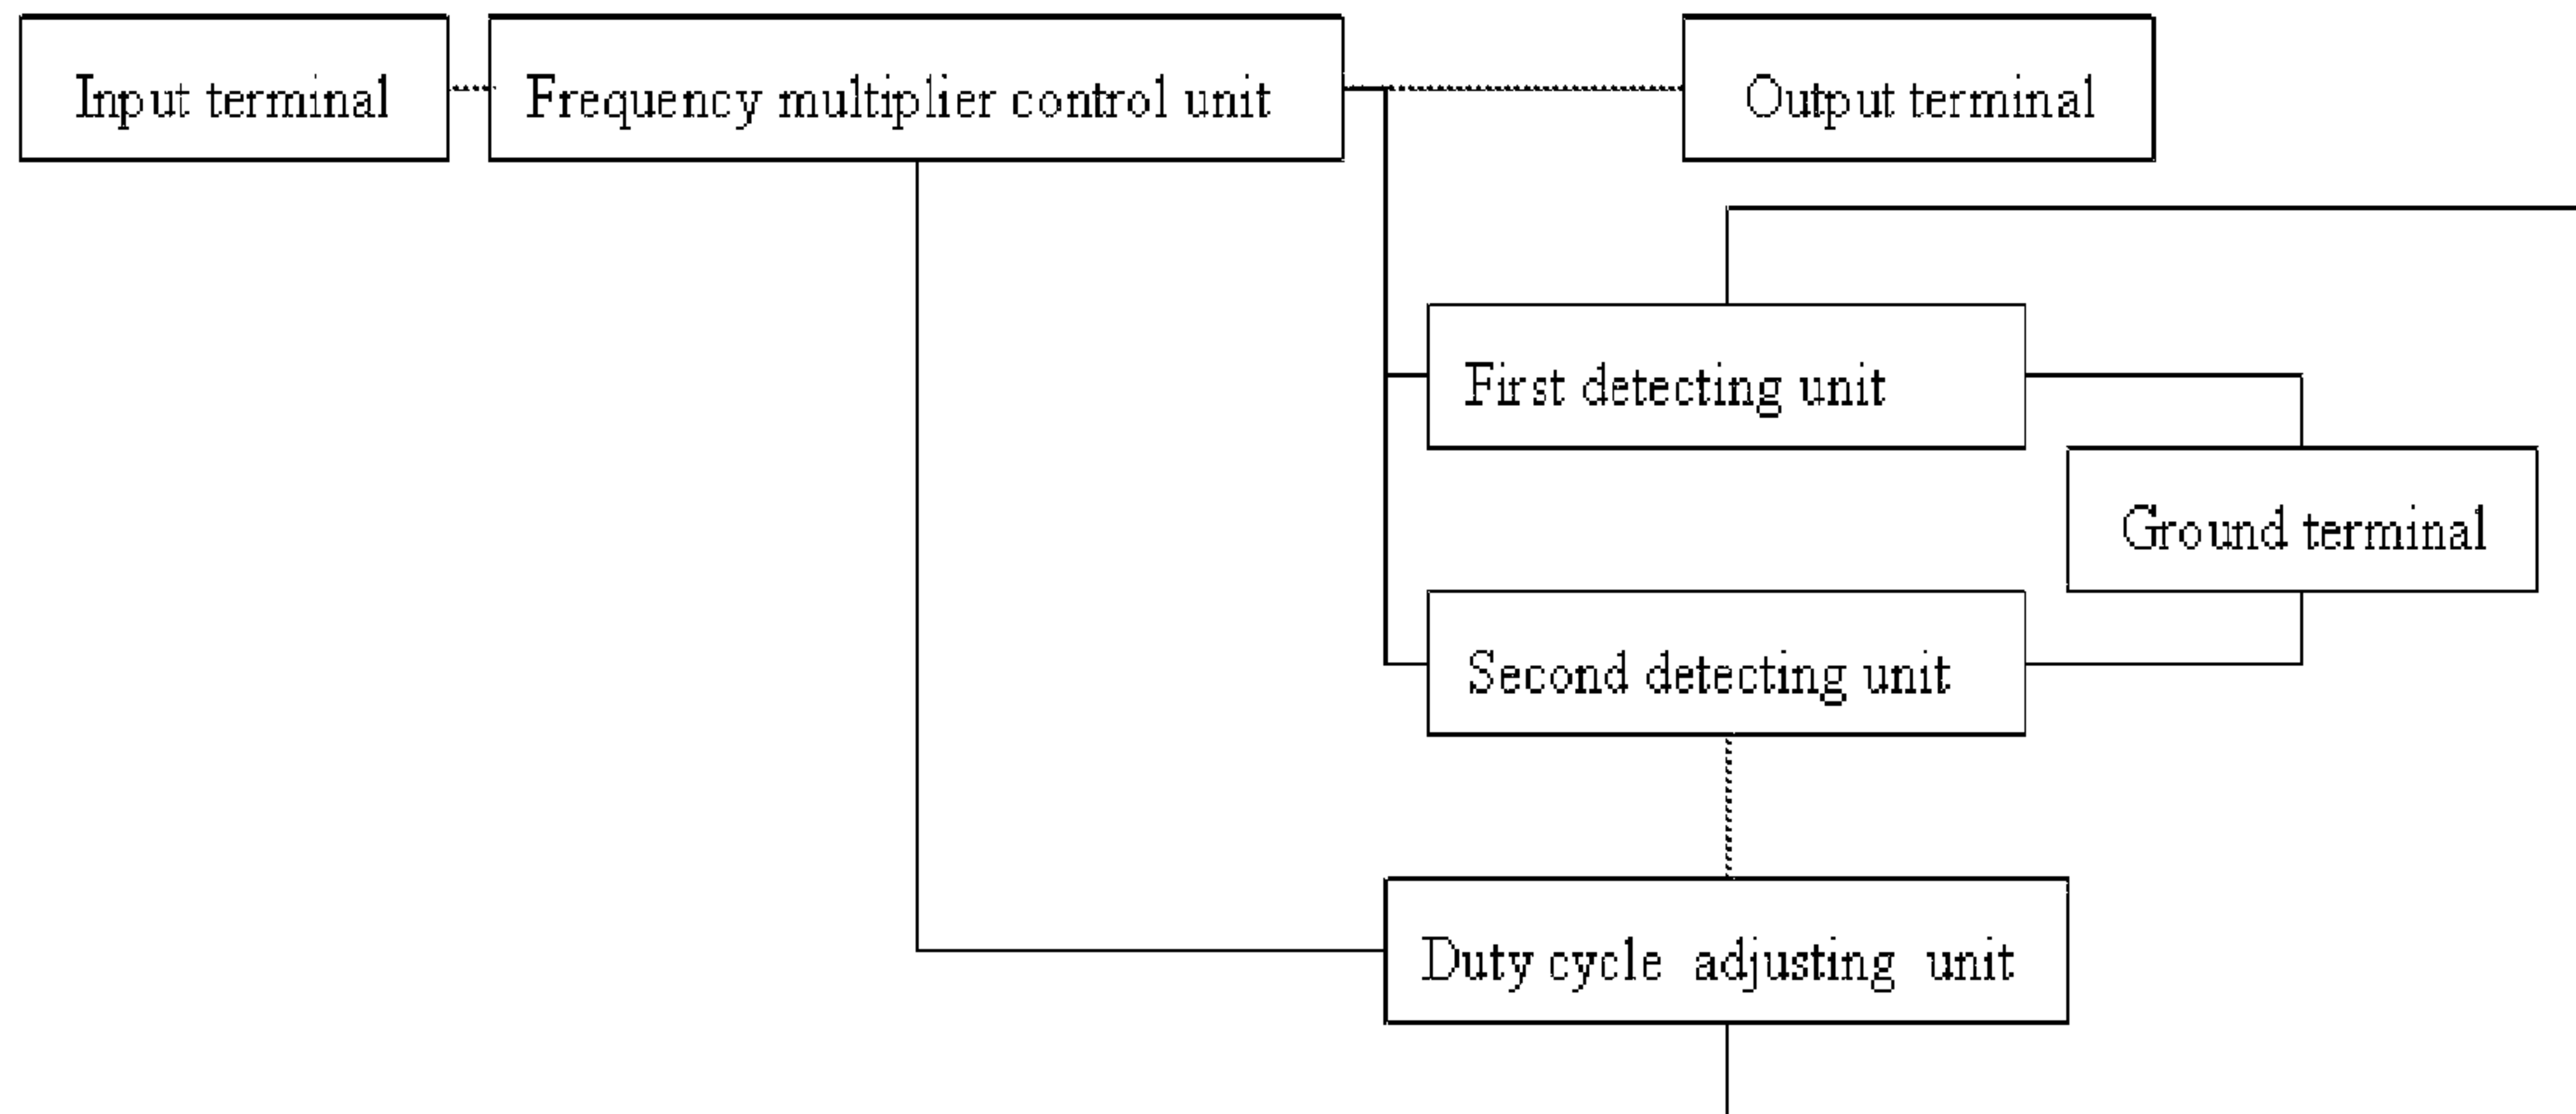 Input terminal
Frequency multiplier control unit
Output terminal
First detecting unit
Ground terminal
Second detecting unit
Duty cycle adjusting unit